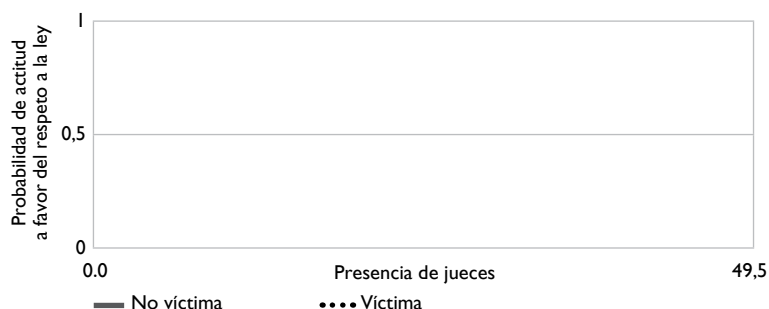 Probabilidad de actitud
a favor del respeto a la ley
1
0,5
0
0.0
Presencia de jueces
49,5
No víctima
Víctima